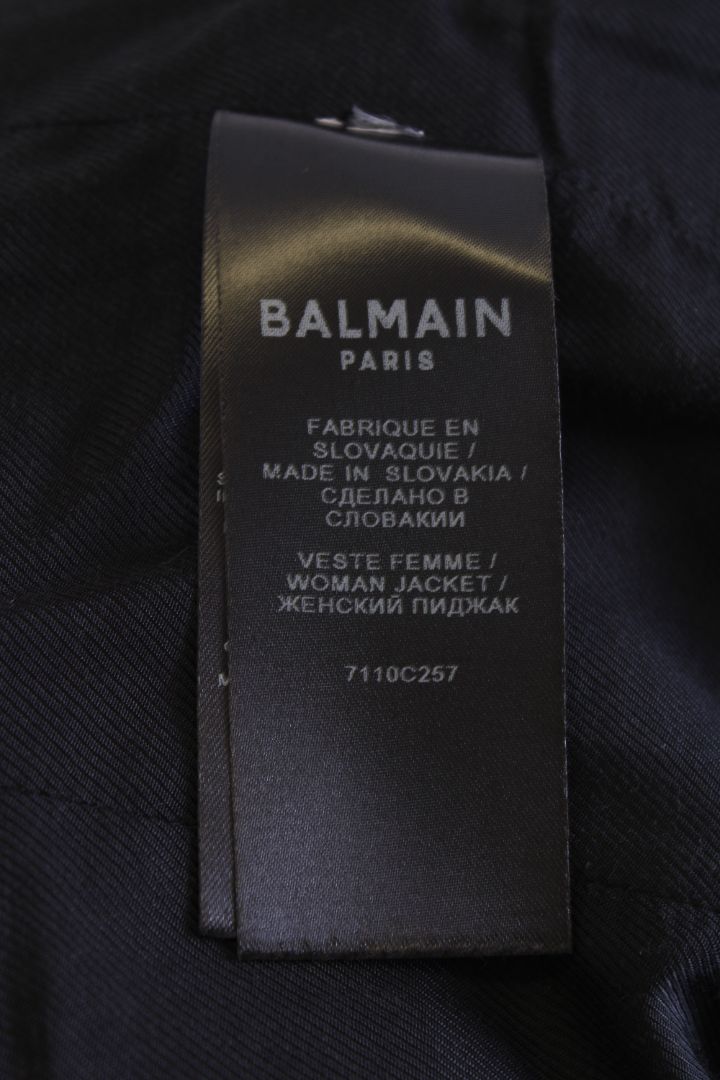 BALMAIN
PARIS
FABRIQUE EN
SLOVAQUIE /
MADE IN SLOVAKIA /
СДЕЛАНО В
СЛОВАКИИ
VESTE FEMME /
WOMAN JACKET /
ЖЕНСКИЙ ПИДЖАК
7110C257